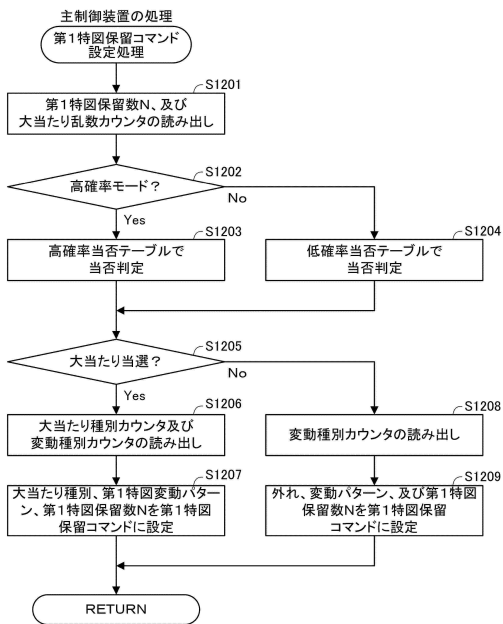 主制御装置の処理
第1特図保留コマンド
設定処理
S1201
第1特図保留数N、及び
大当たり乱数カウンタの読み出し
S1202
高確率モード?
No
Yes
S1203
高確率当否テーブルで
当否判定
S1204
低確率当否テーブルで
当否判定
S1205
大当たり当選?
No
Yes
S1206
大当たり種別カウンタ及び
変動種別カウンタの読み出し
S1208
変動種別カウンタの読み出し
S1207
大当たり種別、第1特図変動パター
ン、第1特図保留数Nを第1特図
保留コマンドに設定
S1209
外れ、変動パターン、及び第1特図
保留数Nを第1特図保留
コマンドに設定
RETURN